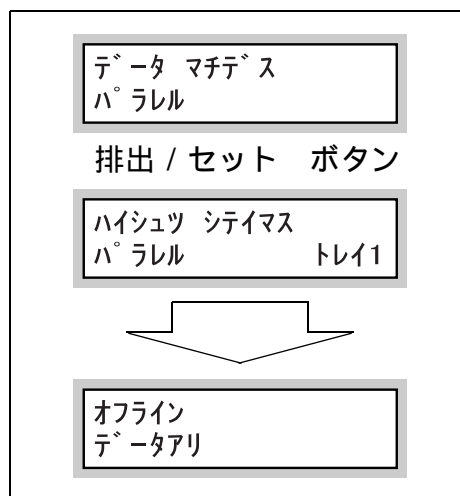 データ マチデス
パラレル
排出 / セット ボタン
ハイシュツ シテイマス
パラレル トレイ1
オフライン
データアリ